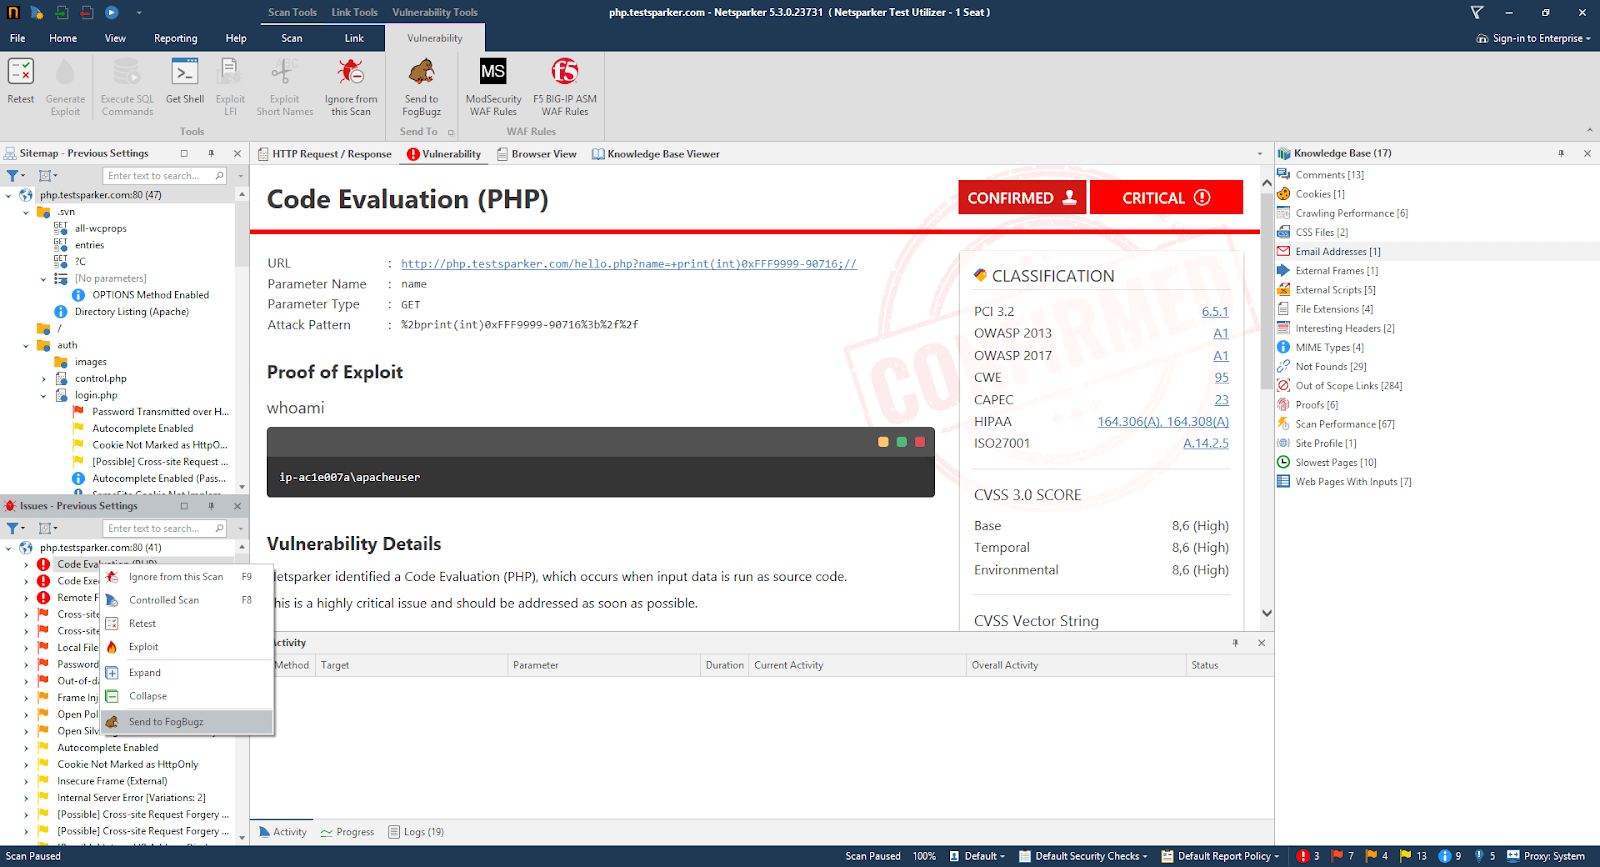 Scan Tools Link Tools Vulnerability Tools
php.testsparker.com - Netsparker 5.3.0.23731 ( Netsparker Test Utilizer - 1 Seat )
File Home View Reporting Help Scan Link Vulnerability
Sign-in to Enterprise
Retest
Generate Exploit
Execute SQL Commands
Get Shell
Exploit LFI
ABC
Exploit Short Names
Ignore from this Scan
Send to FogBugz
MS
ModSecurity WAF Rules
f5
F5 BIG-IP ASM WAF Rules
Tools
Send To
WAF Rules
Sitemap - Previous Settings
Enter text to search...
php.testsparker.com:80 (47)
.svn
GET all-wcprops
GET entries
GET ?C
[No parameters]
OPTIONS Method Enabled
Directory Listing (Apache)
/
auth
images
control.php
login.php
Password Transmitted over H...
Autocomplete Enabled
Cookie Not Marked as HttpO...
[Possible] Cross-site Request ...
Autocomplete Enabled (Pass...
Issues - Previous Settings
Enter text to search...
php.testsparker.com:80 (41)
Code Evaluation (PHP)
Code Exe
Remote F
Cross-site
Cross-site
Local File
Password
Out-of-da
Frame Inj
Open Pol
Open Silv
Autocomplete Enabled
Cookie Not Marked as HttpOnly
Insecure Frame (External)
Internal Server Error [Variations: 2]
[Possible] Cross-site Request Forgery ...
[Possible] Cross-site Request Forgery ...
Ignore from this Scan F9
Controlled Scan F8
Retest
Exploit
Expand
Collapse
Send to FogBugz
HTTP Request / Response Vulnerability Browser View Knowledge Base Viewer
Code Evaluation (PHP)
CONFIRMED CRITICAL
CONFIRMED
URL : http://php.testsparker.com/hello.php?name=+print(int)0xFFF9999-90716;//
Parameter Name : name
Parameter Type : GET
Attack Pattern : %2bprint(int)0xFFF9999-90716%3b%2f%2f
Proof of Exploit
whoami
ip-ac1e007a\apacheuser
Vulnerability Details
Netsparker identified a Code Evaluation (PHP), which occurs when input data is run as source code.
his is a highly critical issue and should be addressed as soon as possible.
CLASSIFICATION
PCI 3.2 6.5.1
OWASP 2013 A1
OWASP 2017 A1
CWE 95
CAPEC 23
HIPAA 164.306(A), 164.308(A)
ISO27001 A.14.2.5
CVSS 3.0 SCORE
Base 8,6 (High)
Temporal 8,6 (High)
Environmental 8,6 (High)
CVSS Vector String
Activity
Method Target Parameter Duration Current Activity Overall Activity Status
Activity Progress Logs (19)
Knowledge Base (17)
Comments [13]
Cookies [1]
Crawling Performance [6]
CSS Files [2]
Email Addresses [1]
External Frames [1]
External Scripts [5]
File Extensions [4]
Interesting Headers [2]
MIME Types [4]
Not Founds [29]
Out of Scope Links [284]
Proofs [6]
Scan Performance [67]
Site Profile [1]
Slowest Pages [10]
Web Pages With Inputs [7]
Scan Paused
Scan Paused 100% Default Default Security Checks Default Report Policy 3 7 4 13 9 5 Proxy: System